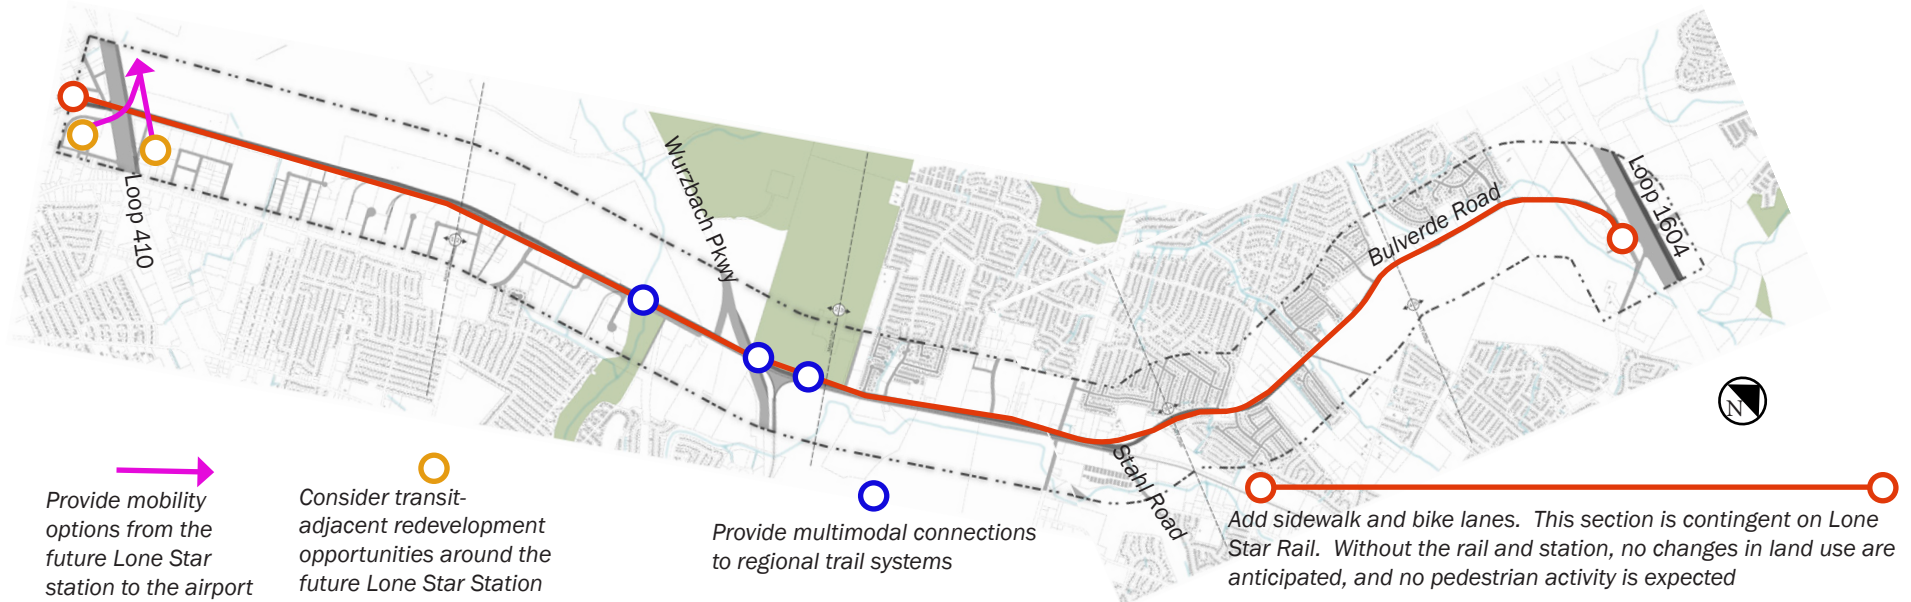 Loop 410
Wurzbach Pkwy
Stahl Road
Bulverde Road
Loop 1604
N
Provide mobility
options from the
future Lone Star
station to the airport
Consider transit-
adjacent redevelopment
opportunities around the
future Lone Star Station
Provide multimodal connections
to regional trail systems
Add sidewalk and bike lanes.  This section is contingent on Lone
Star Rail.  Without the rail and station, no changes in land use are
anticipated, and no pedestrian activity is expected